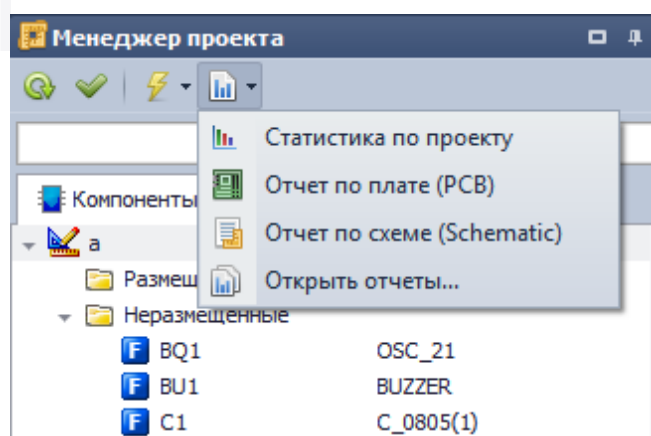 Менеджер проекта
Статистика по проекту
Отчет по плате (PCB)
Компоненты
Отчет по схеме (Schematic)
a
Размещ
Открыть отчеты...
Неразмещенные
F BQ1 OSC_21
F BU1 BUZZER
F C1 C_0805(1)